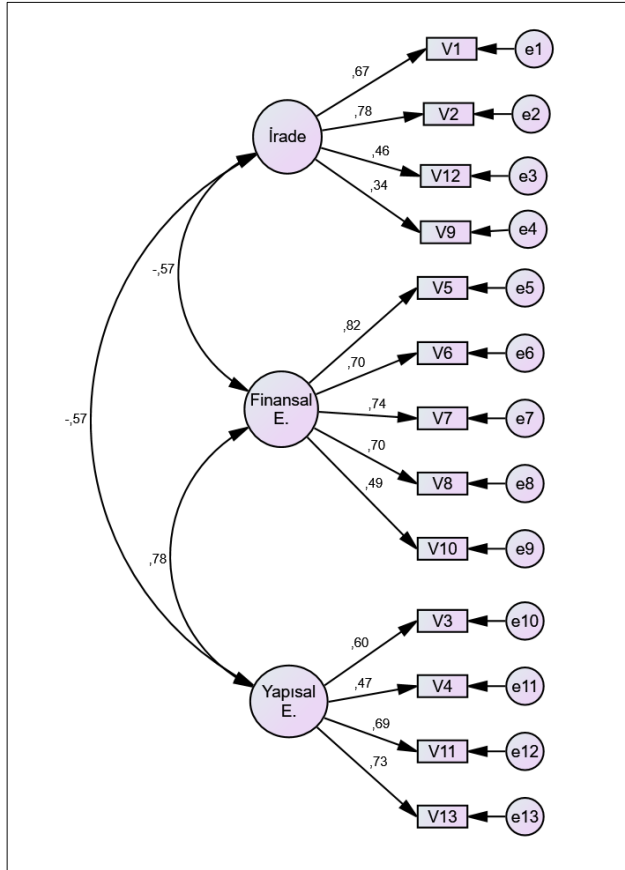 V1
e1
,67
,78
V2
e2
İrade
,46
V12
e3
,34
V9
e4
-,57
V5
e5
,82
,70
V6
e6
Finansal
E.
,74
V7
e7
-,57
,70
V8
e8
,49
V10
e9
,78
V3
e10
,60
,47
V4
e11
Yapısal
E.
,69
V11
e12
,73
V13
e13